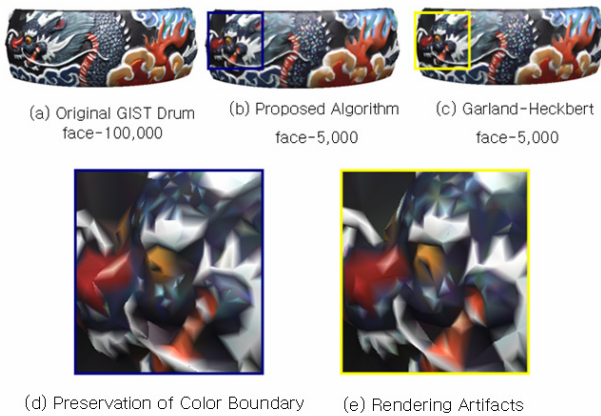 (a) Original GIST Drum
face-100,000
(b) Proposed Algorithm
face-5,000
(c) Garland-Heckbert
face-5,000
(d) Preservation of Color Boundary
(e) Rendering Artifacts